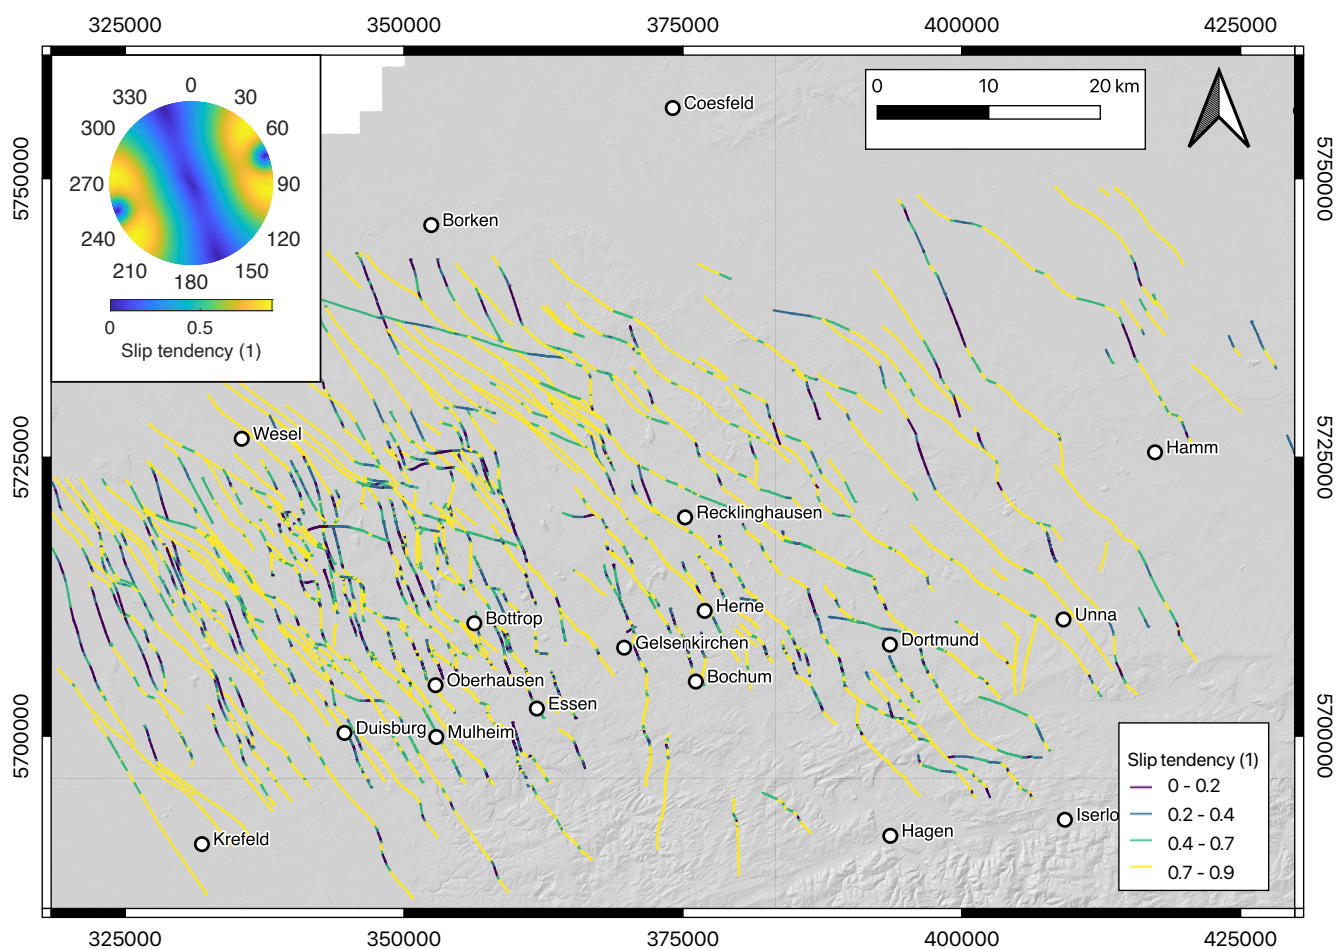 325000 350000 375000 400000 425000
0
330 30
300 60
270 90
240 120
210 150
180
0 0.5
Slip tendency (1)
0 10 20 km
5750000 5750000
5725000 5725000
5700000 5700000
Coesfeld
Borken
Wesel
Hamm
Recklinghausen
Herne
Unna
Bottrop
Gelsenkirchen
Dortmund
Oberhausen
Bochum
Essen
Duisburg
Mulheim
Krefeld
Hagen
Iserlo
Slip tendency (1)
0 - 0.2
0.2 - 0.4
0.4 - 0.7
0.7 - 0.9
325000 350000 375000 400000 425000